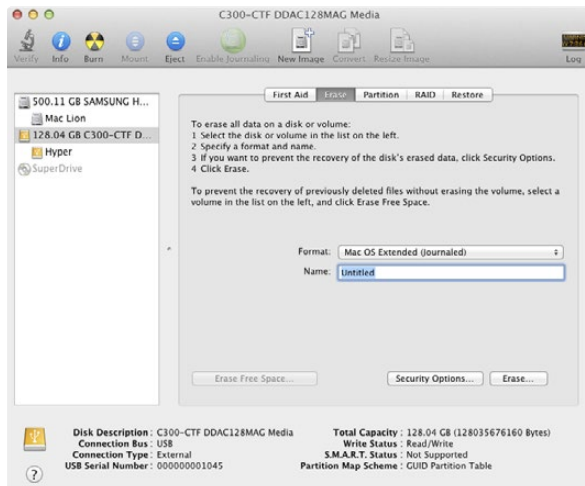 C300-CTF DDAC128MAG Media
Verify Info Burn Mount Eject Enable Journaling New Image Convert Resize Image Log
500.11 GB SAMSUNG H...
Mac Lion
128.04 GB C300-CTF D...
Hyper
SuperDrive
First Aid Erase Partition RAID Restore
To erase all data on a disk or volume:
1 Select the disk or volume in the list on the left.
2 Specify a format and name.
3 If you want to prevent the recovery of the disk's erased data, click Security Options.
4 Click Erase.
To prevent the recovery of previously deleted files without erasing the volume, select a
volume in the list on the left, and click Erase Free Space.
Format: Mac OS Extended (Journaled)
Name: Untitled
Erase Free Space... Security Options... Erase...
Disk Description : C300-CTF DDAC128MAG Media Total Capacity : 128.04 GB (128035676160 Bytes)
Connection Bus : USB Write Status : Read/Write
Connection Type : External S.M.A.R.T. Status : Not Supported
USB Serial Number : 000000001045 Partition Map Scheme : GUID Partition Table
?